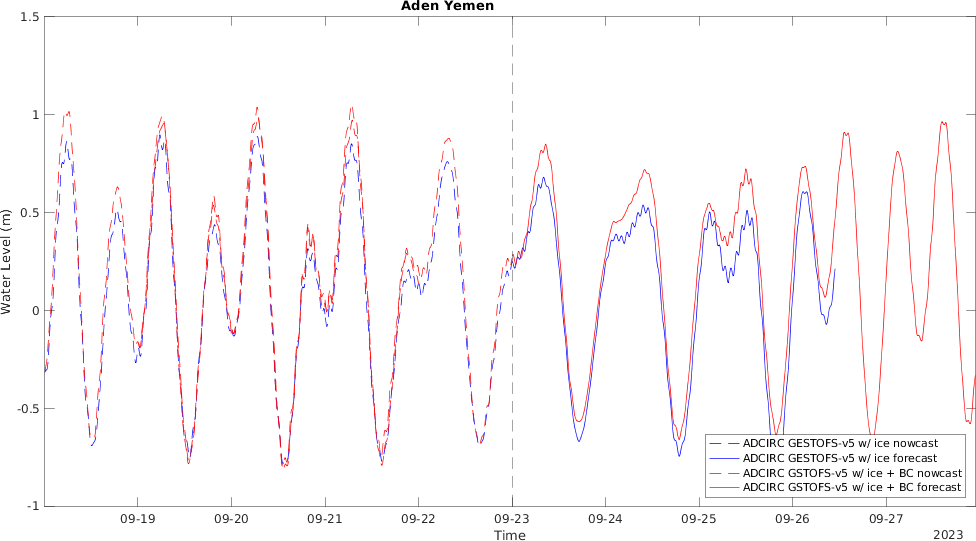 Aden Yemen
1.5
1
0.5
0
-0.5
-1
Water Level (m)
09-19
09-20
09-21
09-22
09-23
09-24
09-25
09-26
09-27
Time
2023
ADCIRC GESTOFS-v5 w/ ice nowcast
ADCIRC GESTOFS-v5 w/ ice forecast
ADCIRC GSTOFS-v5 w/ ice + BC nowcast
ADCIRC GSTOFS-v5 w/ ice + BC forecast